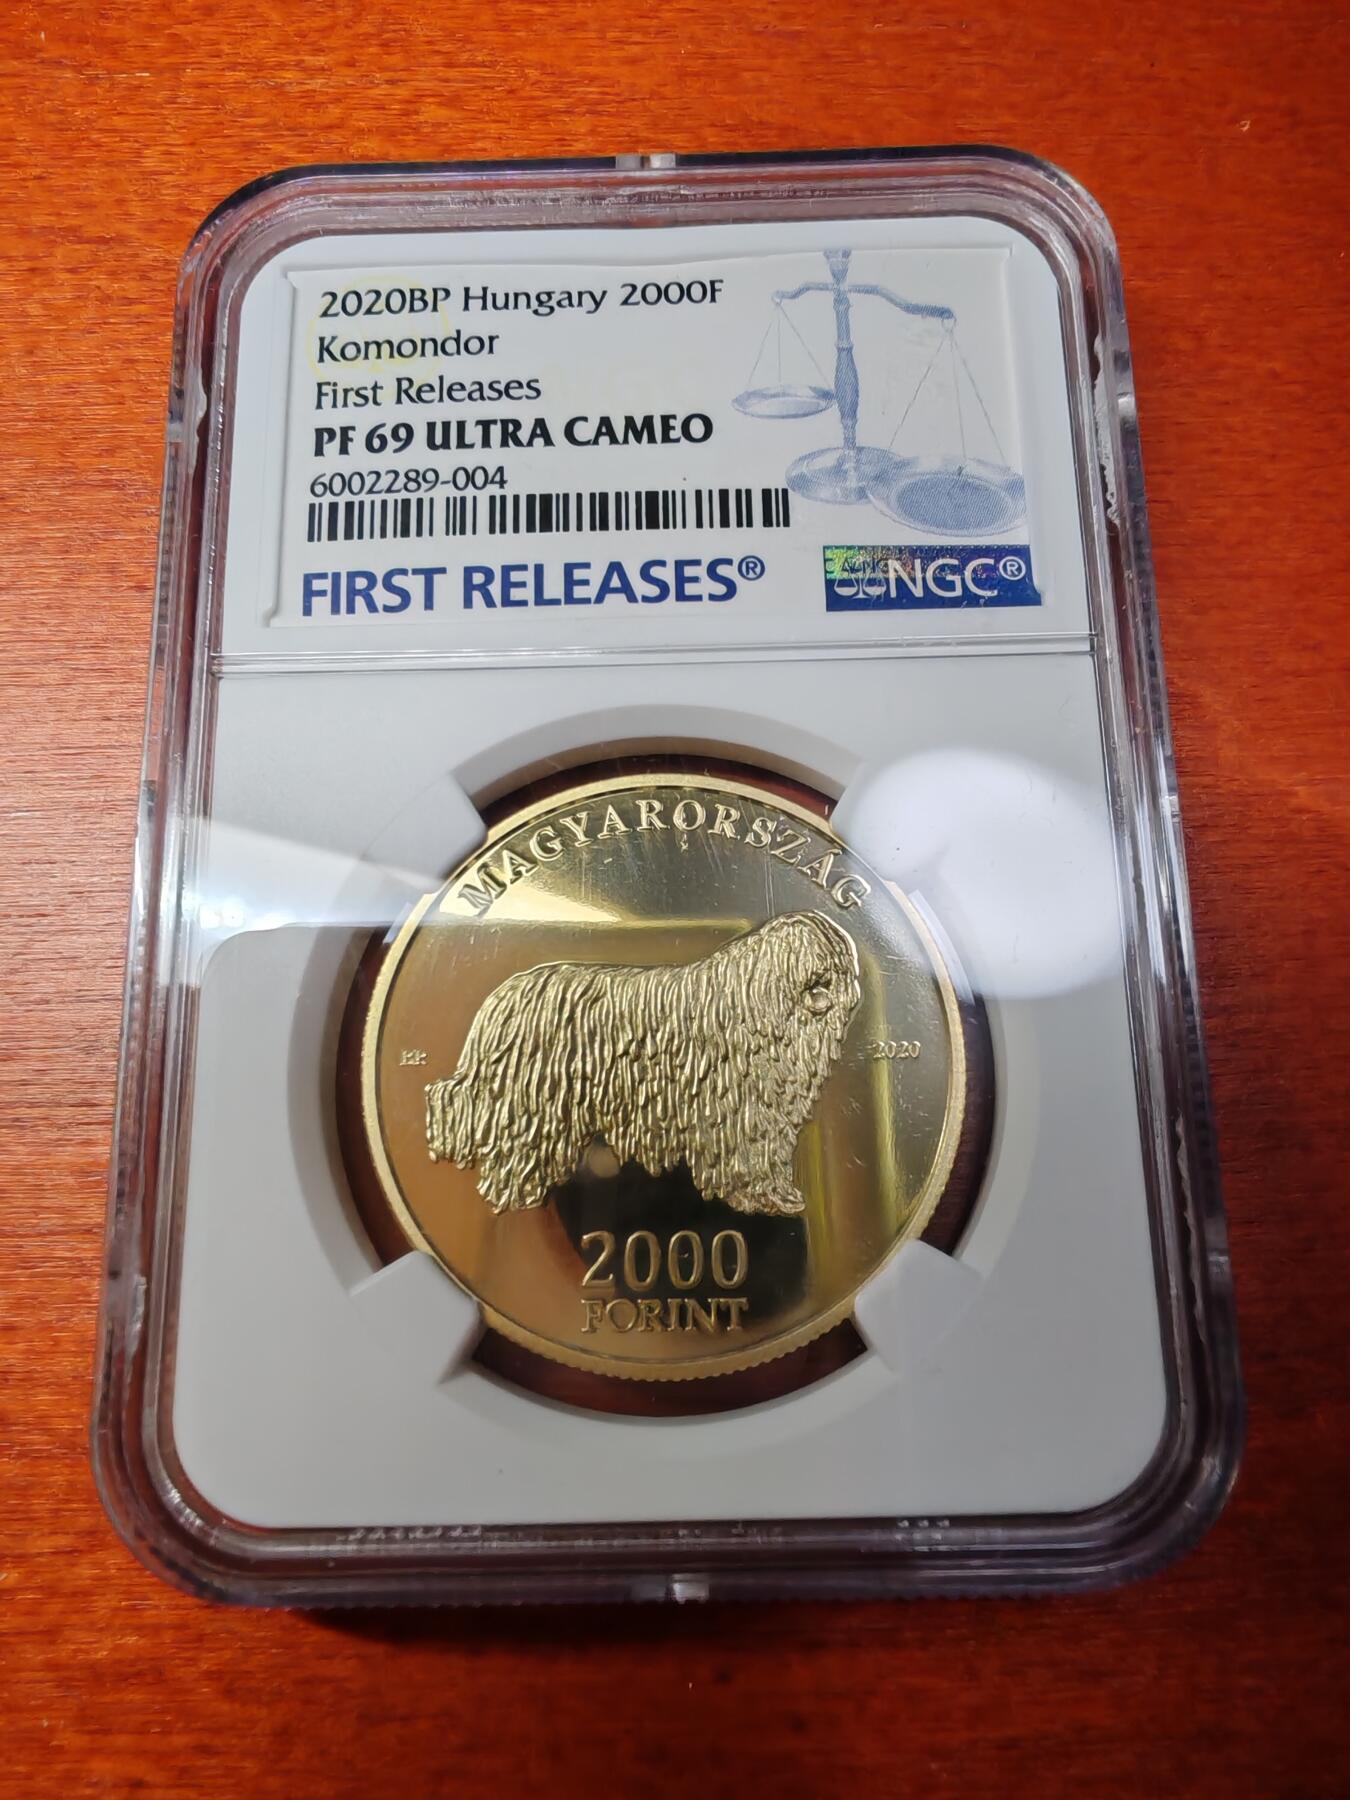 2020BP Hungary 2000F
Komondor
First Releases
PF 69 ULTRA CAMEO
6002289-004
FIRST RELEASES®
NGC®
MAGYARORSZÁG
2020
2000
FORINT